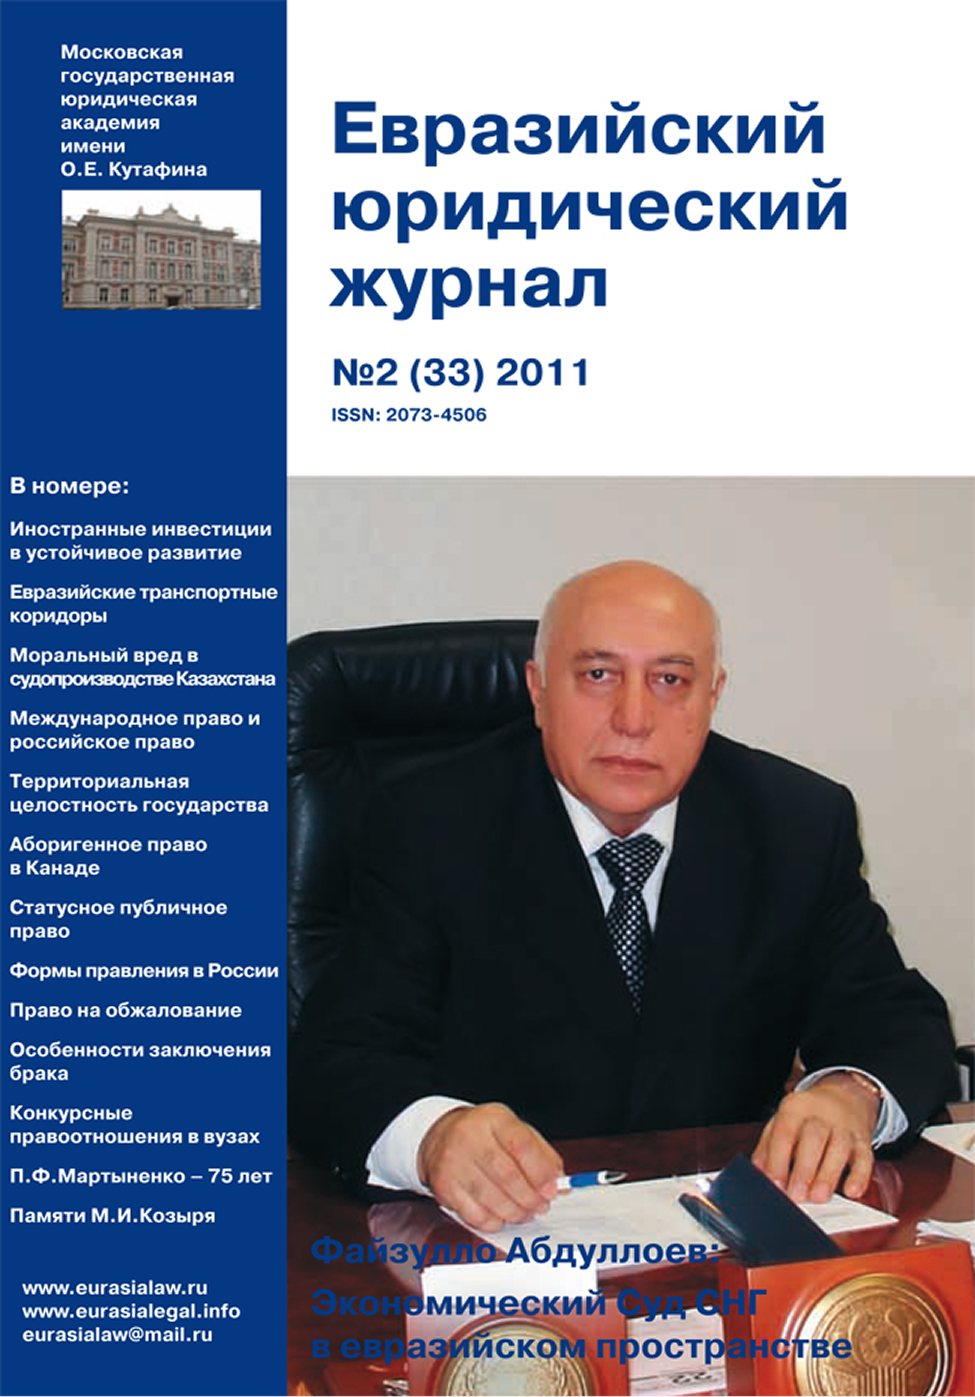 Московская
государственная
юридическая
академия
имени
О.Е. Кутафина
Евразийский
юридический
журнал
№2 (33) 2011
ISSN: 2073-4506
В номере:
Иностранные инвестиции
в устойчивое развитие
Евразийские транспортные
коридоры
Моральный вред в
судопроизводстве Казахстана
Международное право и
российское право
Территориальная
целостность государства
Аборигенное право
в Канаде
Статусное публичное
право
Формы правления в России
Право на обжалование
Особенности заключения
брака
Конкурсные
правоотношения в вузах
П.Ф.Мартыненко – 75 лет
Памяти М.И.Козыря
www.eurasialaw.ru
www.eurasialegal.info
eurasialaw@mail.ru
Файзулло Абдуллоев:
Экономический Суд СНГ
в евразийском пространстве